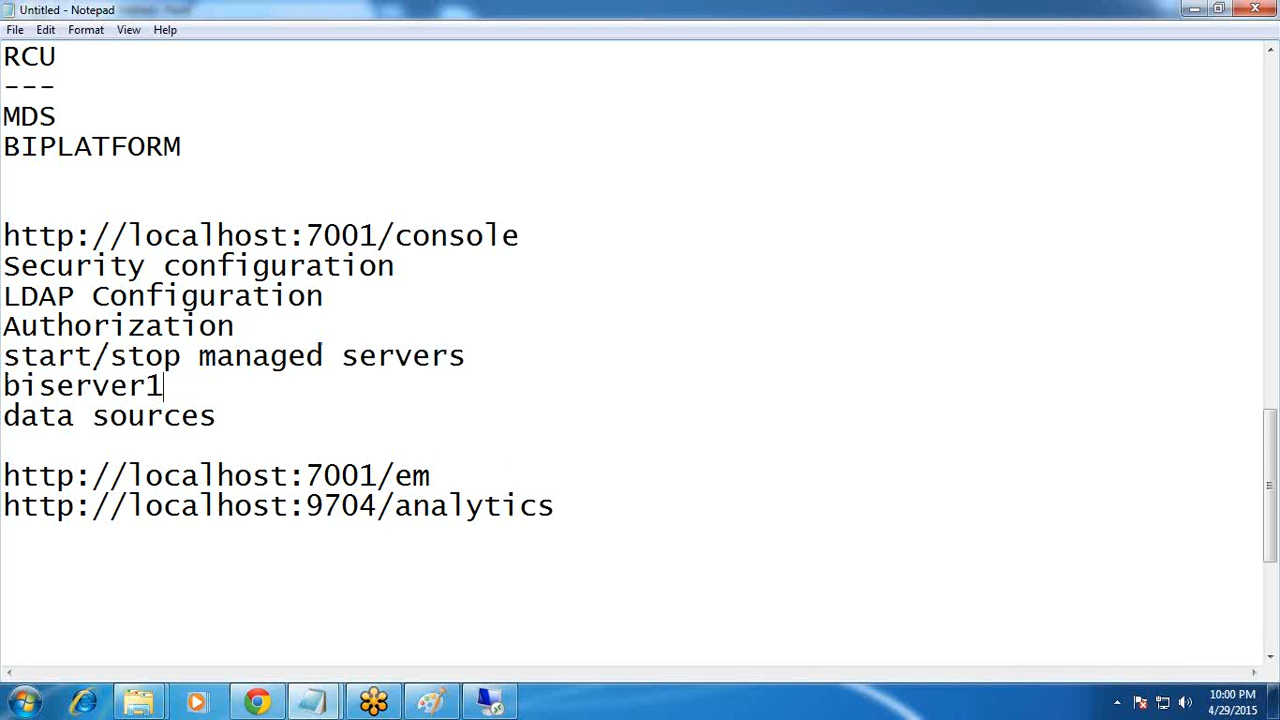 Untitled - Notepad
File Edit Format View Help
RCU
---
MDS
BIPLATFORM
http://localhost:7001/console
Security configuration
LDAP Configuration
Authorization
start/stop managed servers
biserver1
data sources
http://localhost:7001/em
http://localhost:9704/analytics
10:00 PM
4/29/2015